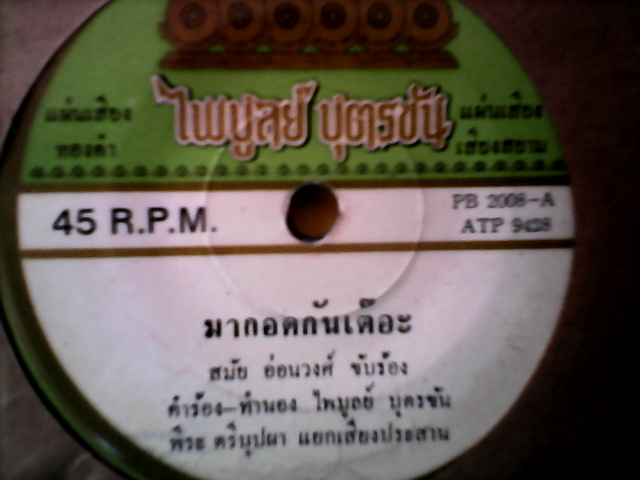 ไพบูลย์ บุตรขัน
แผ่นเสียง
ทองคำ
แผ่นเสียง
เสียงสยาม
45 R.P.M.
PB 2008-A
ATP 9428
มากอดกันเต๊อะ
สมัย อ่อนวงศ์ ขับร้อง
คำร้อง-ทำนอง ไพบูลย์ บุตรขัน
พีระ ตรีบุปผา แยกเสียงประสาน